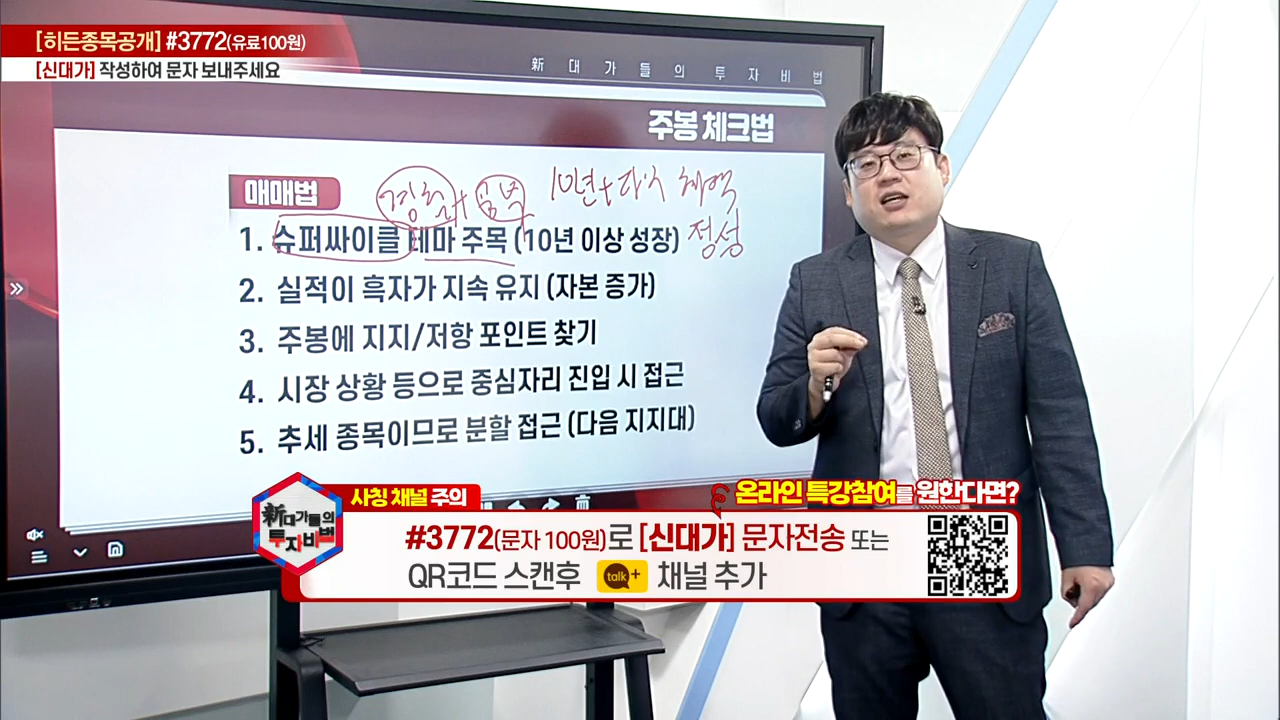 [히든종목공개] #3772(유료100원)
[신대가] 작성하여 문자 보내주세요
新 대 가 들 의 투 자 비 법
주봉 체크법
매매법
10년+
정성
1. 슈퍼싸이클 테마 주목 (10년 이상 성장)
2. 실적이 흑자가 지속 유지 (자본 증가)
3. 주봉에 지지/저항 포인트 찾기
4. 시장 상황 등으로 중심자리 진입 시 접근
5. 추세 종목이므로 분할 접근 (다음 지지대)
사칭 채널 주의
온라인 특강참여를 원한다면?
新대가들의
투자비법
#3772(문자 100원)로 [신대가] 문자전송 또는
QR코드 스캔후 talk+ 채널 추가